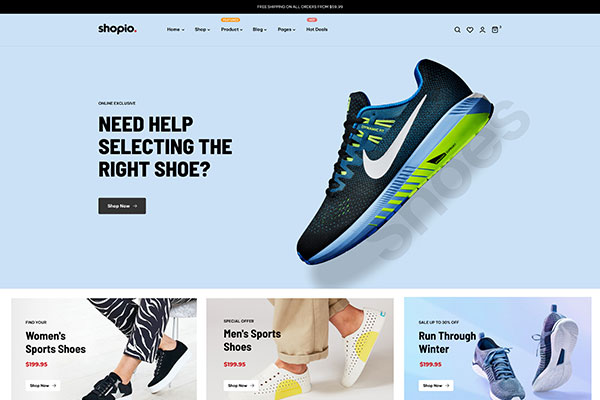 FREE SHIPPING ON ALL ORDERS FROM $59.99
shopio.
Home Shop Product Blog Pages Hot Deals
ONLINE EXCLUSIVE
NEED HELP
SELECTING THE
RIGHT SHOE?
Shop Now →
Shoes
FIND YOUR
Women's
Sports Shoes
$199.95
Shop Now →
SPECIAL OFFER
Men's Sports
Shoes
$199.95
Shop Now →
SALE UP TO 30% OFF
Run Through
Winter
$199.95
Shop Now →